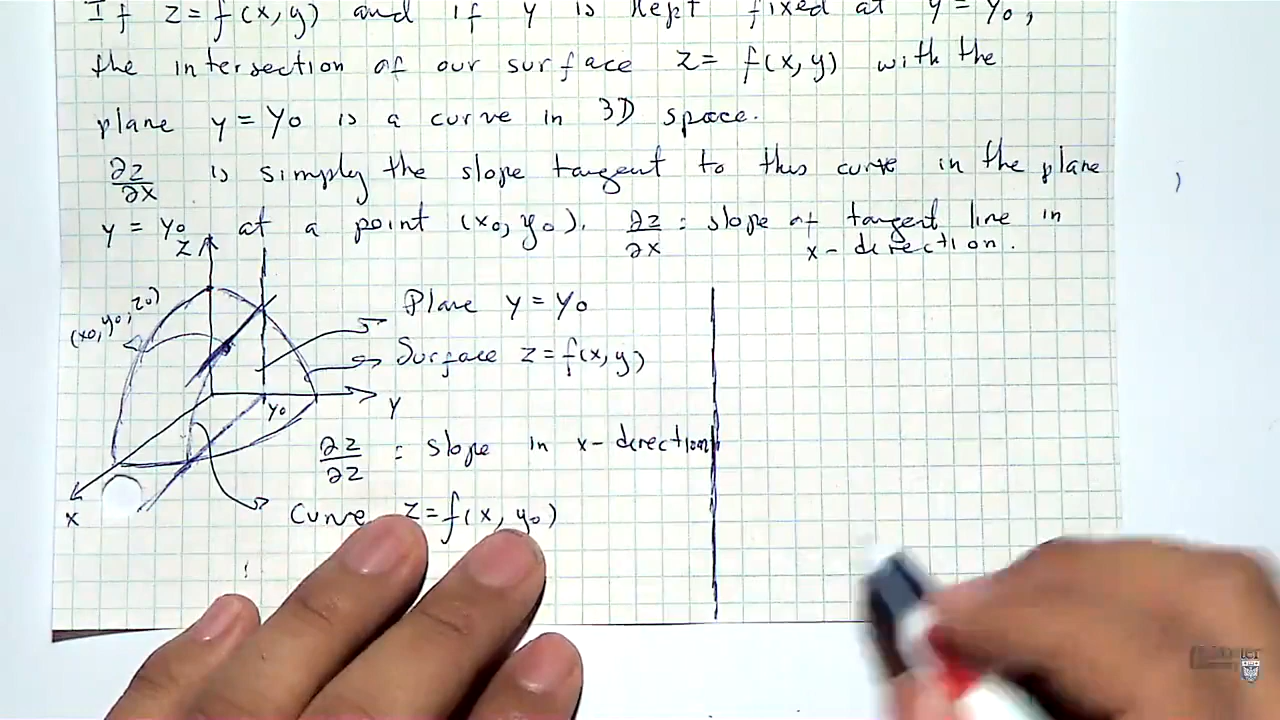 If z = f(x, y) and if y is kept fixed at y = y₀,
the intersection of our surface z = f(x, y) with the
plane y = y₀ is a curve in 3D space.
∂z/∂x is simply the slope tangent to this curve in the plane
y = y₀ at a point (x₀, y₀). ∂z/∂x = slope of tangent line in
x - direction.
z
(x₀, y₀, z₀)
Plane y = y₀
Surface z = f(x, y)
y₀
y
x
∂z/∂z = slope in x - direction
Curve z = f(x, y₀)